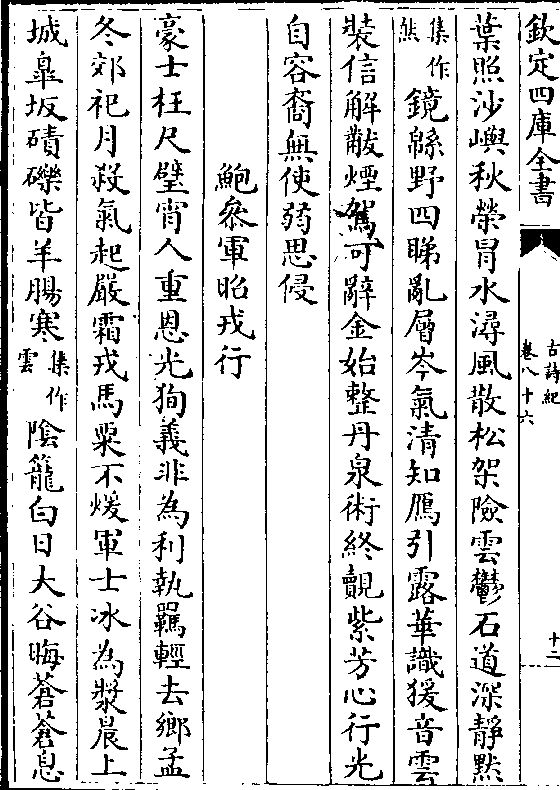 欽定四庫全書
古詩紀
卷八十六
十二
葉照沙嶼秋榮冒水潯風散松架險雲鬱石道深靜黙
集作
然
鏡緜野四睇亂層岑氣清知鴈引露華識猨音雲
裝信解黻煙駕可辭金始整丹泉術終覿紫芳心行光
自容裔無使弱思侵
鮑叅軍昭戎行
豪士枉尺璧宵人重恩光狥義非為利執羈輕去鄉孟
冬郊祀月殺氣起嚴霜戎馬粟不煖軍士冰為漿晨上
城臯坂磧礫皆羊腸寒
集作
雲
陰籠白日大谷晦蒼蒼息